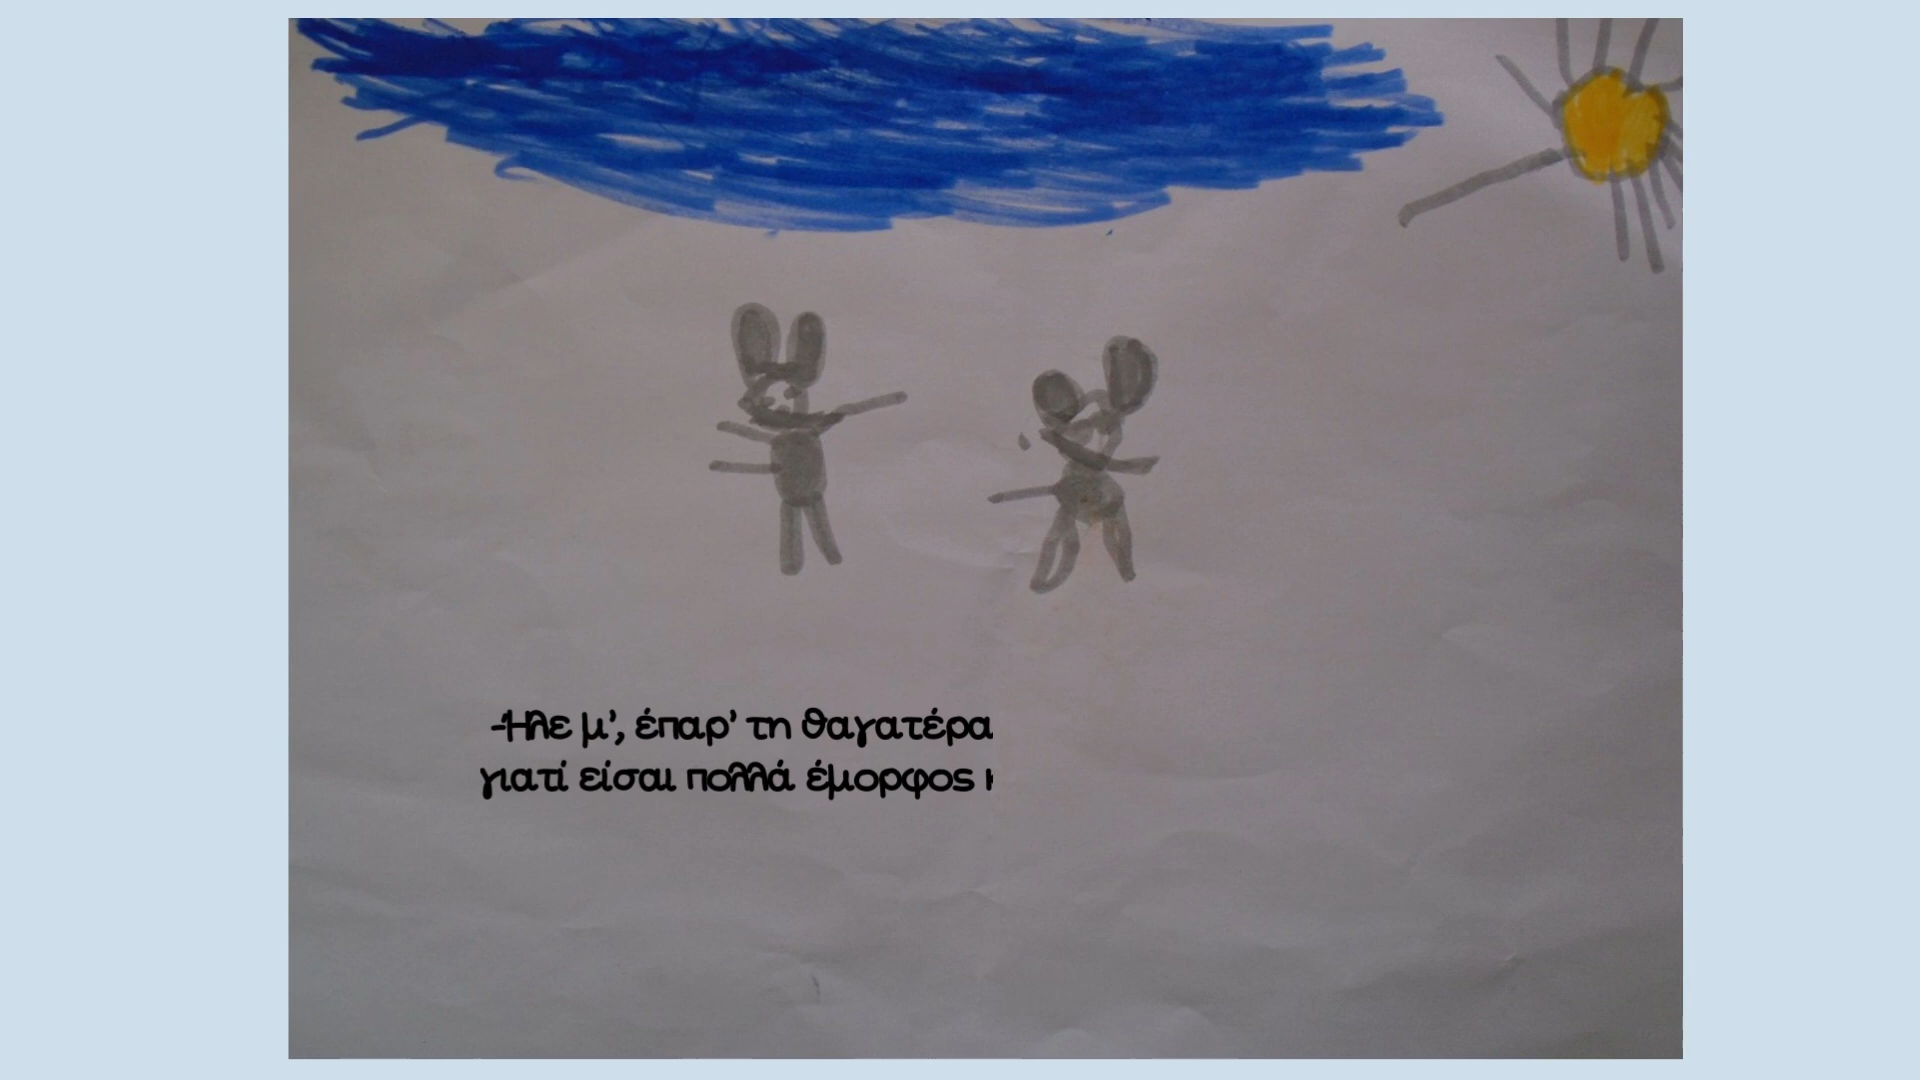 -Ήλε μ', έπαρ' τη θαγατέρα
γιατί είσαι πολλά έμορφος